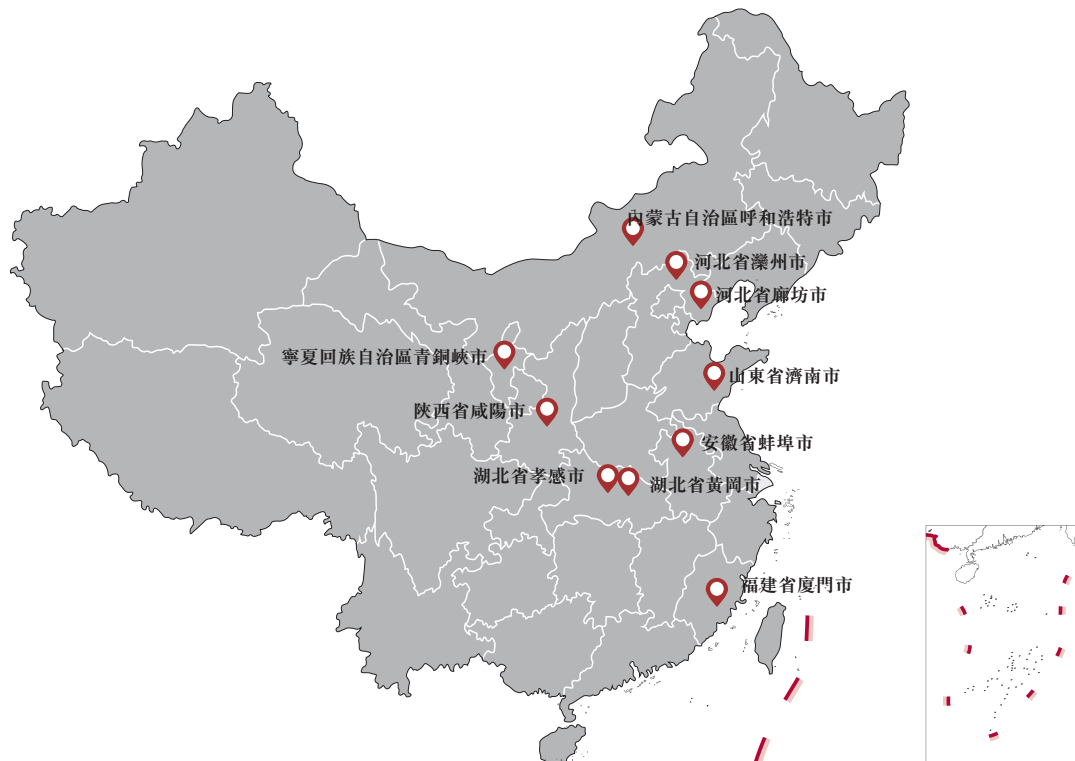 內蒙古自治區呼和浩特市
河北省灤州市
河北省廊坊市
寧夏回族自治區青銅峽市
山東省濟南市
陝西省咸陽市
安徽省蚌埠市
湖北省孝感市
湖北省黃岡市
福建省廈門市